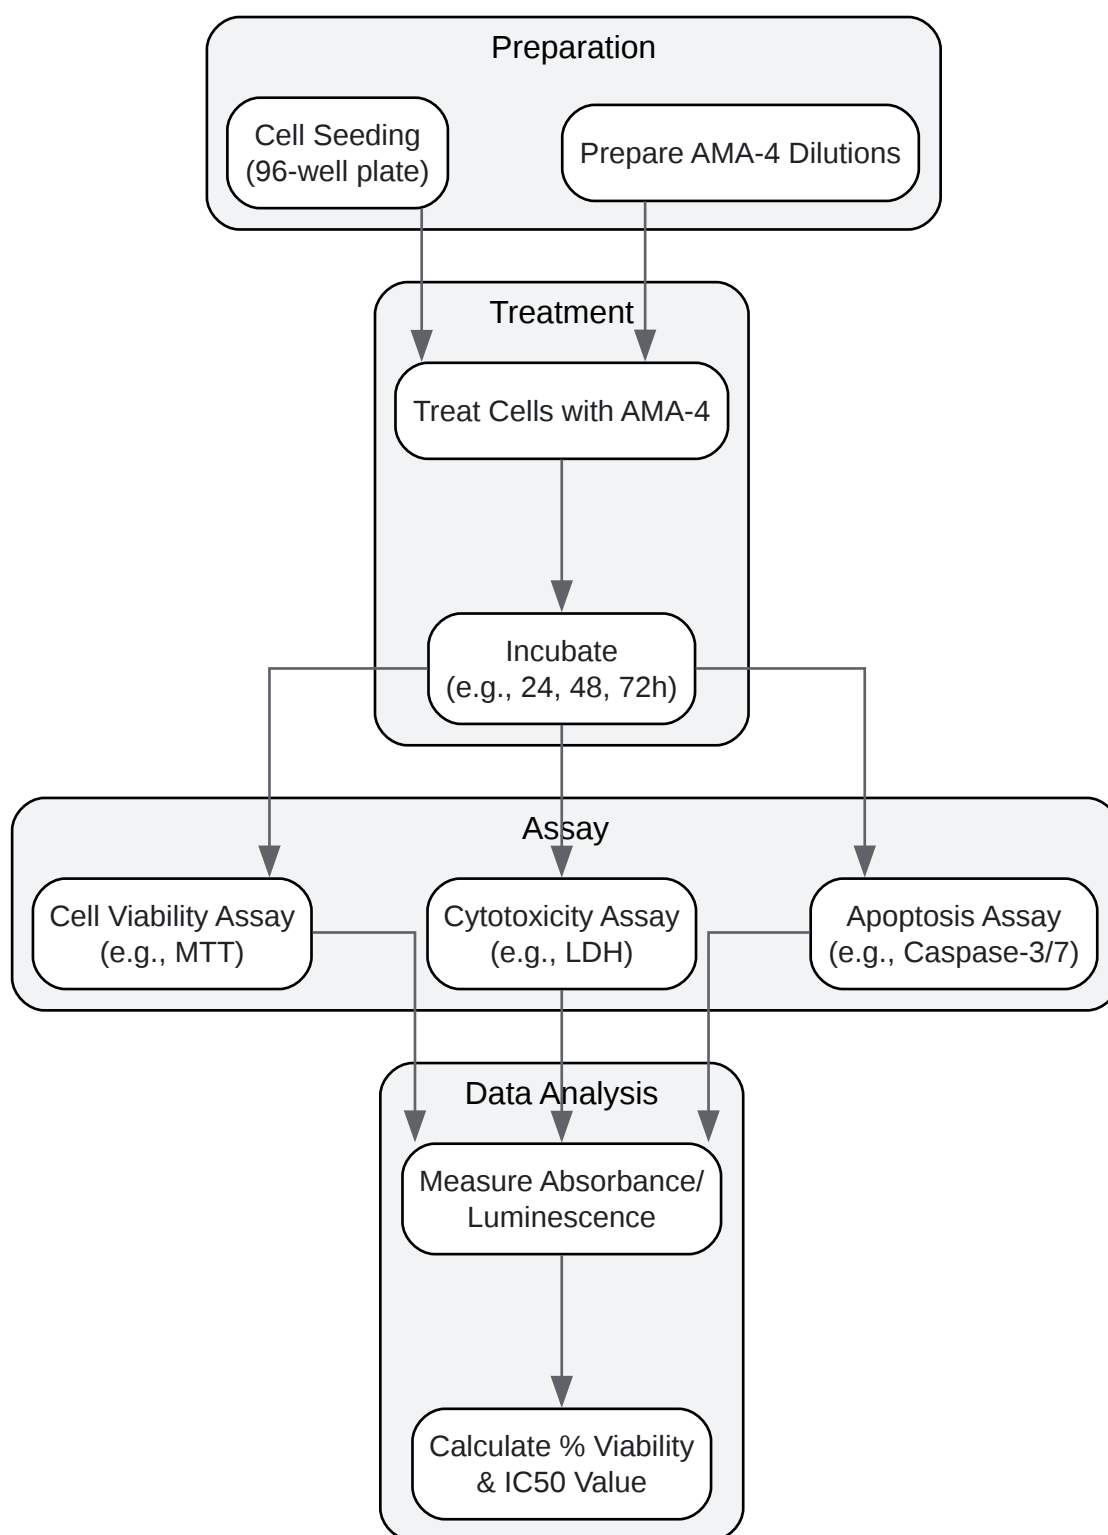 Preparation
Cell Seeding
(96-well plate)
Prepare AMA-4 Dilutions
Treatment
Treat Cells with AMA-4
Incubate
(e.g., 24, 48, 72h)
Assay
Cell Viability Assay
(e.g., MTT)
Cytotoxicity Assay
(e.g., LDH)
Apoptosis Assay
(e.g., Caspase-3/7)
Data Analysis
Measure Absorbance/
Luminescence
Calculate % Viability
& IC50 Value